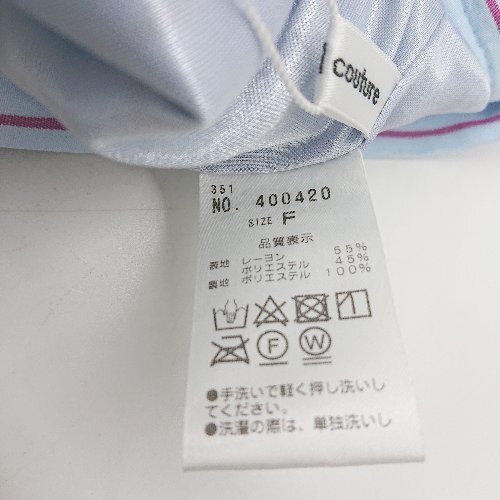 couture
351
NO. 400420
SIZE F
品質表示
表地 レーヨン 55%
ポリエステル 45%
裏地 ポリエステル 100%
F
W
●手洗いで軽く押し洗いし
てください。
●洗濯の際は、単独洗い